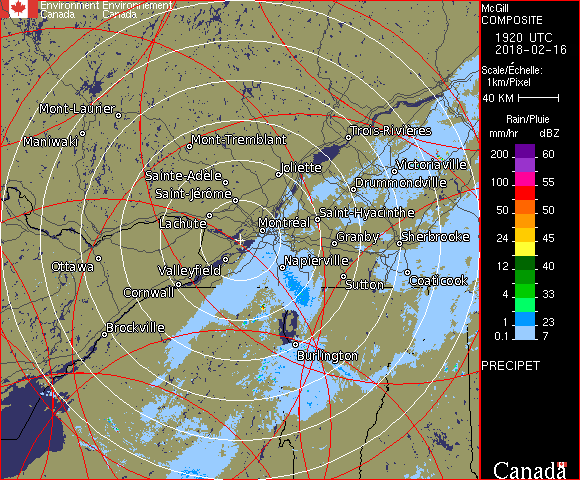 Environment Environnement
Canada Canada
McGill
COMPOSITE
1920 UTC
2018-02-16
Scale/Échelle:
1km/Pixel
40 KM
Rain/Pluie
mm/hr dBZ
200 60
100 55
50 50
24 45
12 40
4 33
1 23
0.1 7
PRECIPET
Mont-Laurier
Maniwaki
Mont-Tremblant
Trois-Rivières
Joliette
Victoriaville
Sainte-Adèle
Drummondville
Saint-Jérôme
Lachute
Montréal
Saint-Hyacinthe
Granby
Sherbrooke
Ottawa
Valleyfield
Napierville
Cornwall
Sutton
Coaticook
Brockville
Burlington
Canada